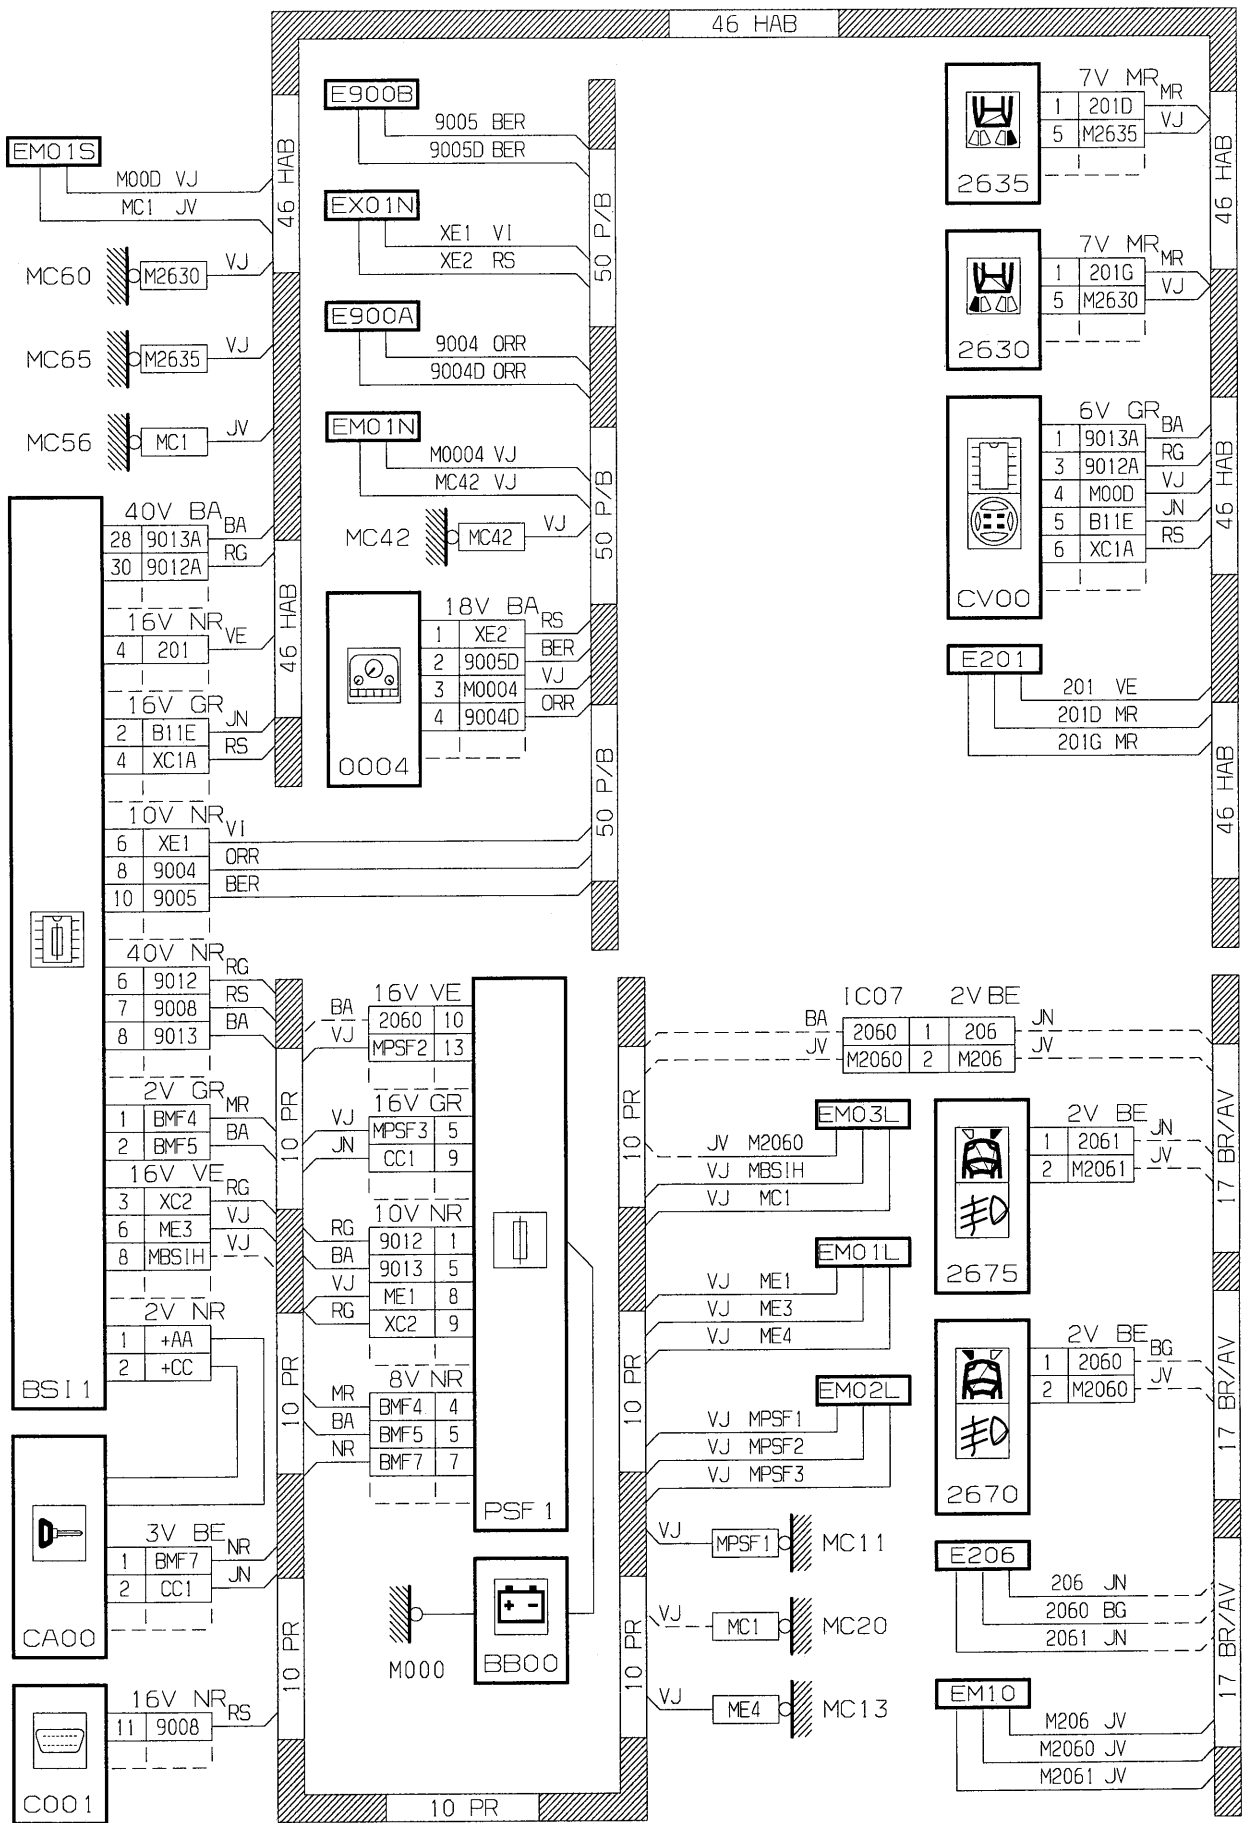 46 HAB
EM01S
M00D VJ
MC1 JV
MC60 M2630 VJ
MC65 M2635 VJ
MC56 MC1 JV
46 HAB
E900B
9005 BER
9005D BER
EX01N
XE1 VI
XE2 RS
E900A
9004 ORR
9004D ORR
EM01N
M0004 VJ
MC42 VJ
MC42 MC42 VJ
50 P/B
50 P/B
50 P/B
18V BA
1 XE2 RS
2 9005D BER
3 M0004 VJ
4 9004D ORR
0004
7V MR
1 201D MR
5 M2635 VJ
2635
7V MR
1 201G MR
5 M2630 VJ
2630
6V GR
1 9013A BA
3 9012A RG
4 M00D VJ
5 B11E JN
6 XC1A RS
CV00
E201
201 VE
201D MR
201G MR
46 HAB
46 HAB
46 HAB
40V BA
28 9013A BA
30 9012A RG
16V NR
4 201 VE
16V GR
2 B11E JN
4 XC1A RS
46 HAB
10V NR
6 XE1 VI
8 9004 ORR
10 9005 BER
40V NR
6 9012 RG
7 9008 RS
8 9013 BA
2V GR
1 BMF4 MR
2 BMF5 BA
16V VE
3 XC2 RG
6 ME3 VJ
8 MBSIH VJ
2V NR
1 +AA
2 +CC
BSI1
3V BE
1 BMF7 NR
2 CC1 JN
CA00
16V NR
11 9008 RS
C001
10 PR
10 PR
10 PR
16V VE
BA 2060 10
VJ MPSF2 13
16V GR
VJ MPSF3 5
JN CC1 9
10V NR
RG 9012 1
BA 9013 5
VJ ME1 8
RG XC2 9
8V NR
MR BMF4 4
BA BMF5 5
NR BMF7 7
PSF1
M000
BB00
10 PR
10 PR
10 PR
10 PR
IC07 2V BE
BA 2060 1 206 JN
JV M2060 2 M206 JV
EM03L
JV M2060
VJ MBSIH
VJ MC1
EM01L
VJ ME1
VJ ME3
VJ ME4
EM02L
VJ MPSF1
VJ MPSF2
VJ MPSF3
VJ MPSF1 MC11
VJ MC1 MC20
VJ ME4 MC13
2V BE
1 2061 JN
2 M2061 JV
2675
2V BE
1 2060 BG
2 M2060 JV
2670
E206
206 JN
2060 BG
2061 JN
EM10
M206 JV
M2060 JV
M2061 JV
17 BR/AV
17 BR/AV
17 BR/AV